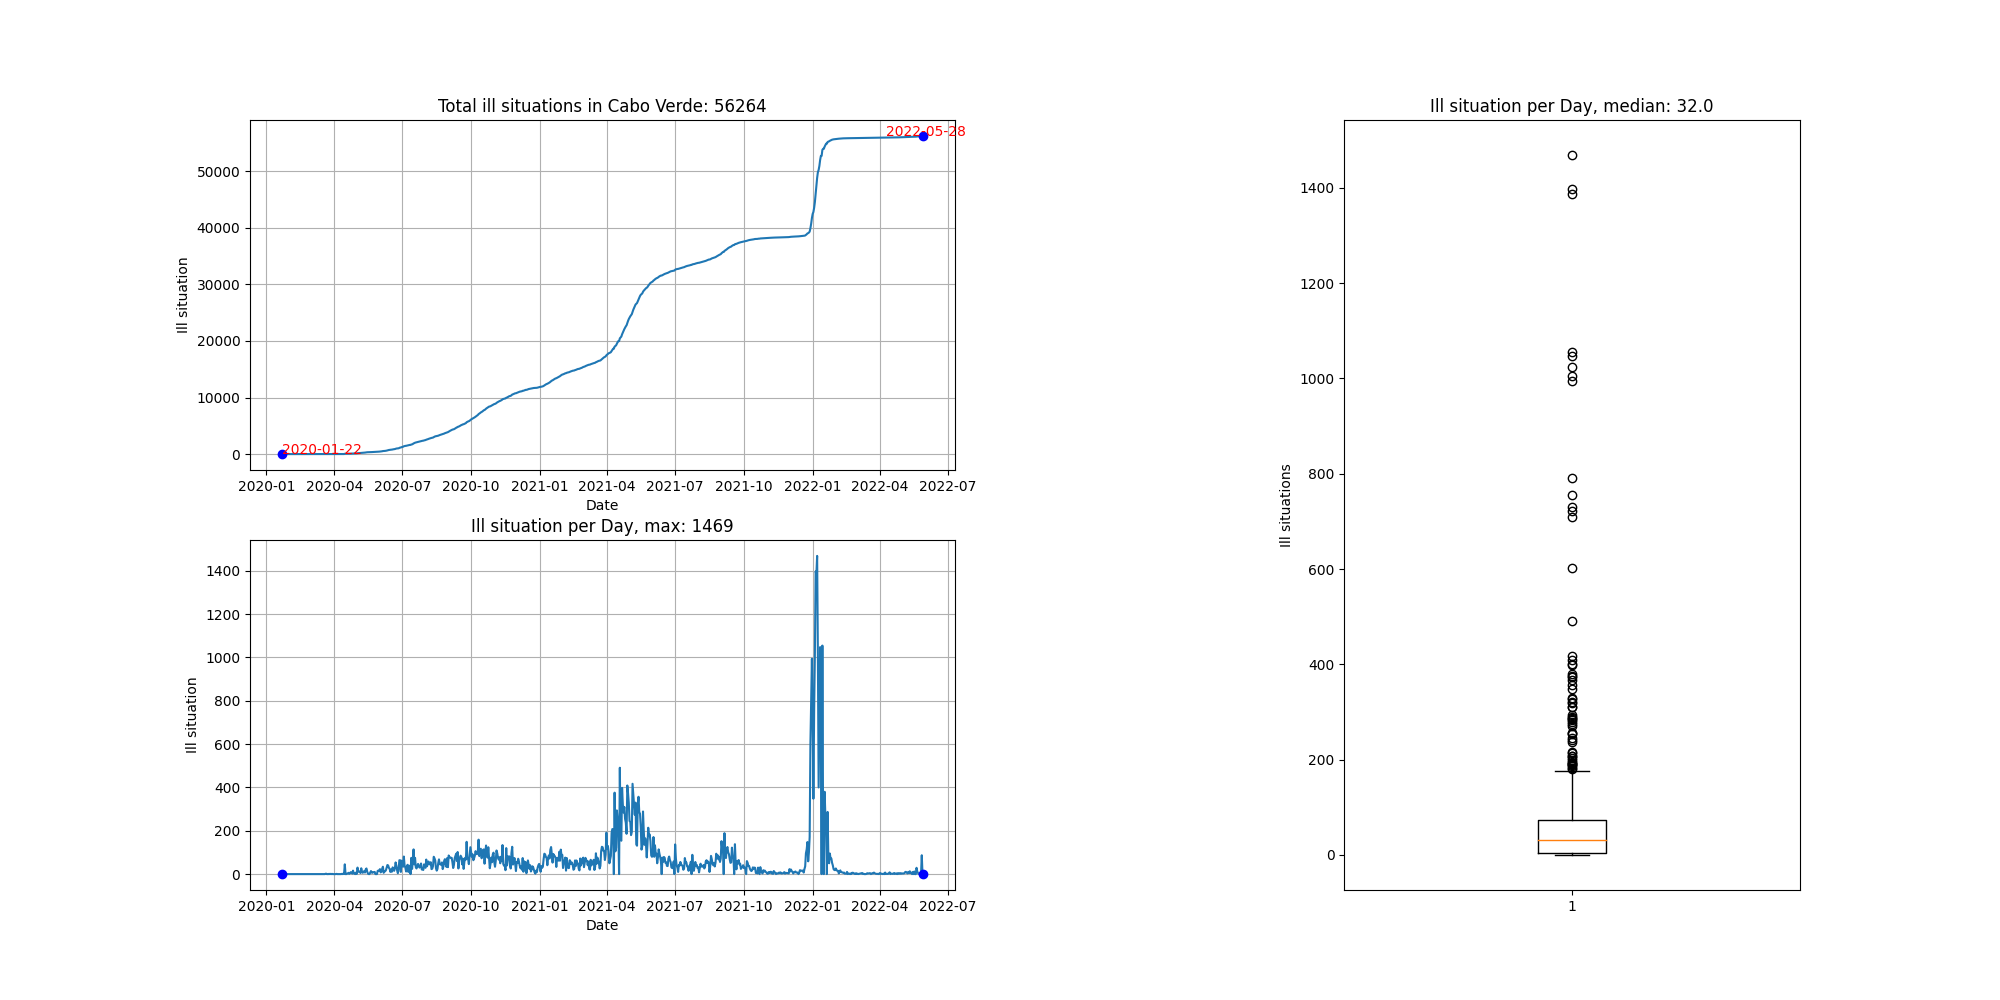 Total ill situations in Cabo Verde: 56264
Ill situation
50000
40000
30000
20000
10000
0
2020-01-22
2022-05-28
2020-01 2020-04 2020-07 2020-10 2021-01 2021-04 2021-07 2021-10 2022-01 2022-04 2022-07
Date
Ill situation per Day, max: 1469
Ill situation
1400
1200
1000
800
600
400
200
0
2020-01 2020-04 2020-07 2020-10 2021-01 2021-04 2021-07 2021-10 2022-01 2022-04 2022-07
Date
Ill situation per Day, median: 32.0
Ill situations
1400
1200
1000
800
600
400
200
0
1